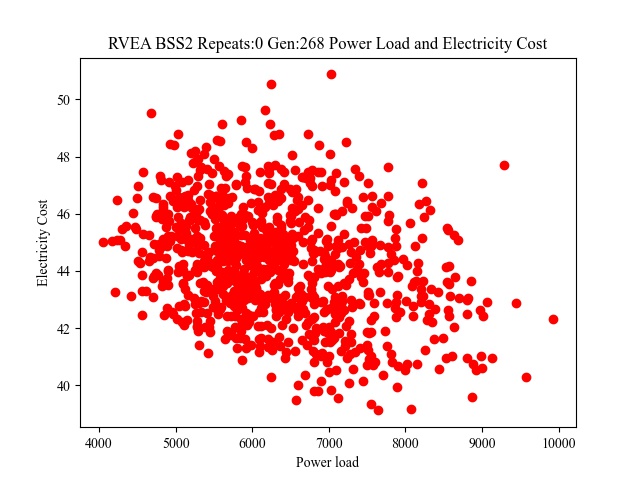 RVEA BSS2 Repeats:0 Gen:268 Power Load and Electricity Cost
50
48
46
44
42
40
Electricity Cost
4000 5000 6000 7000 8000 9000 10000
Power load